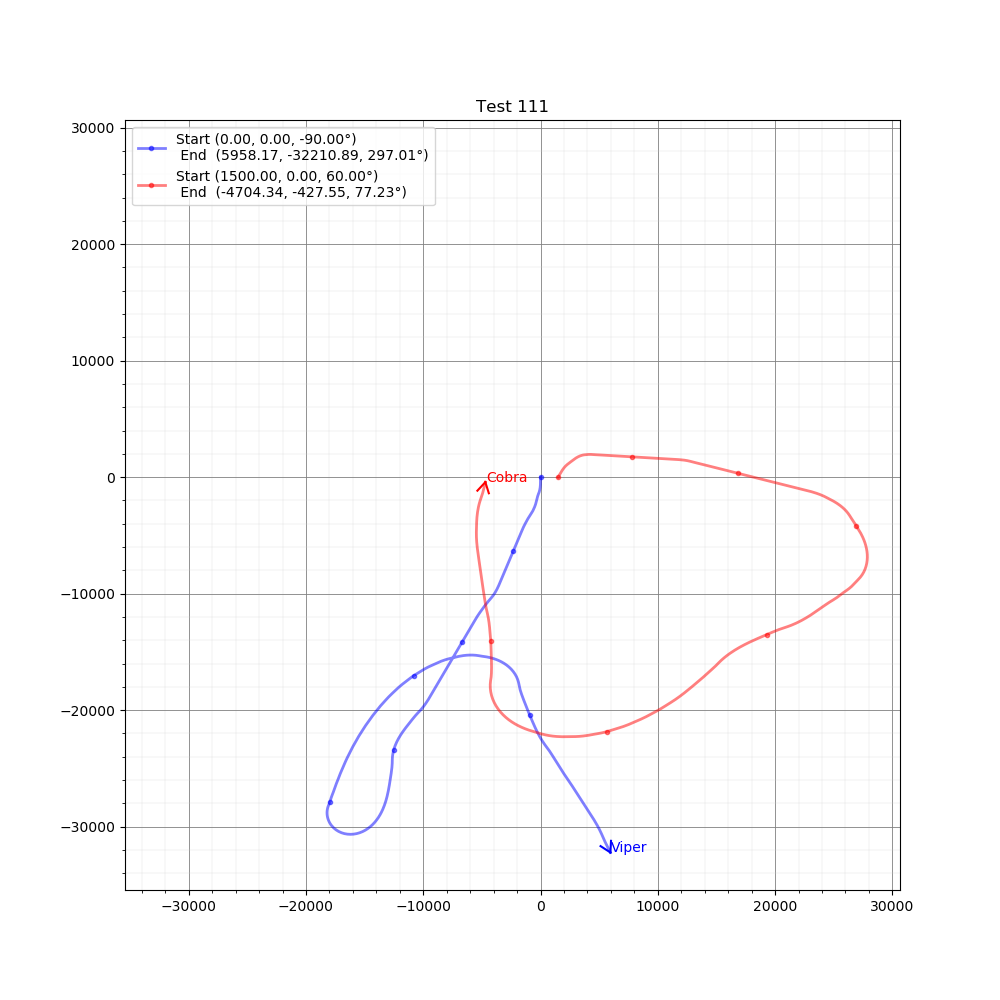 Test 111
Start (0.00, 0.00, -90.00°)
End (5958.17, -32210.89, 297.01°)
Start (1500.00, 0.00, 60.00°)
End (-4704.34, -427.55, 77.23°)
30000
20000
10000
0
−10000
−20000
−30000
Cobra
Viper
−30000 −20000 −10000 0 10000 20000 30000